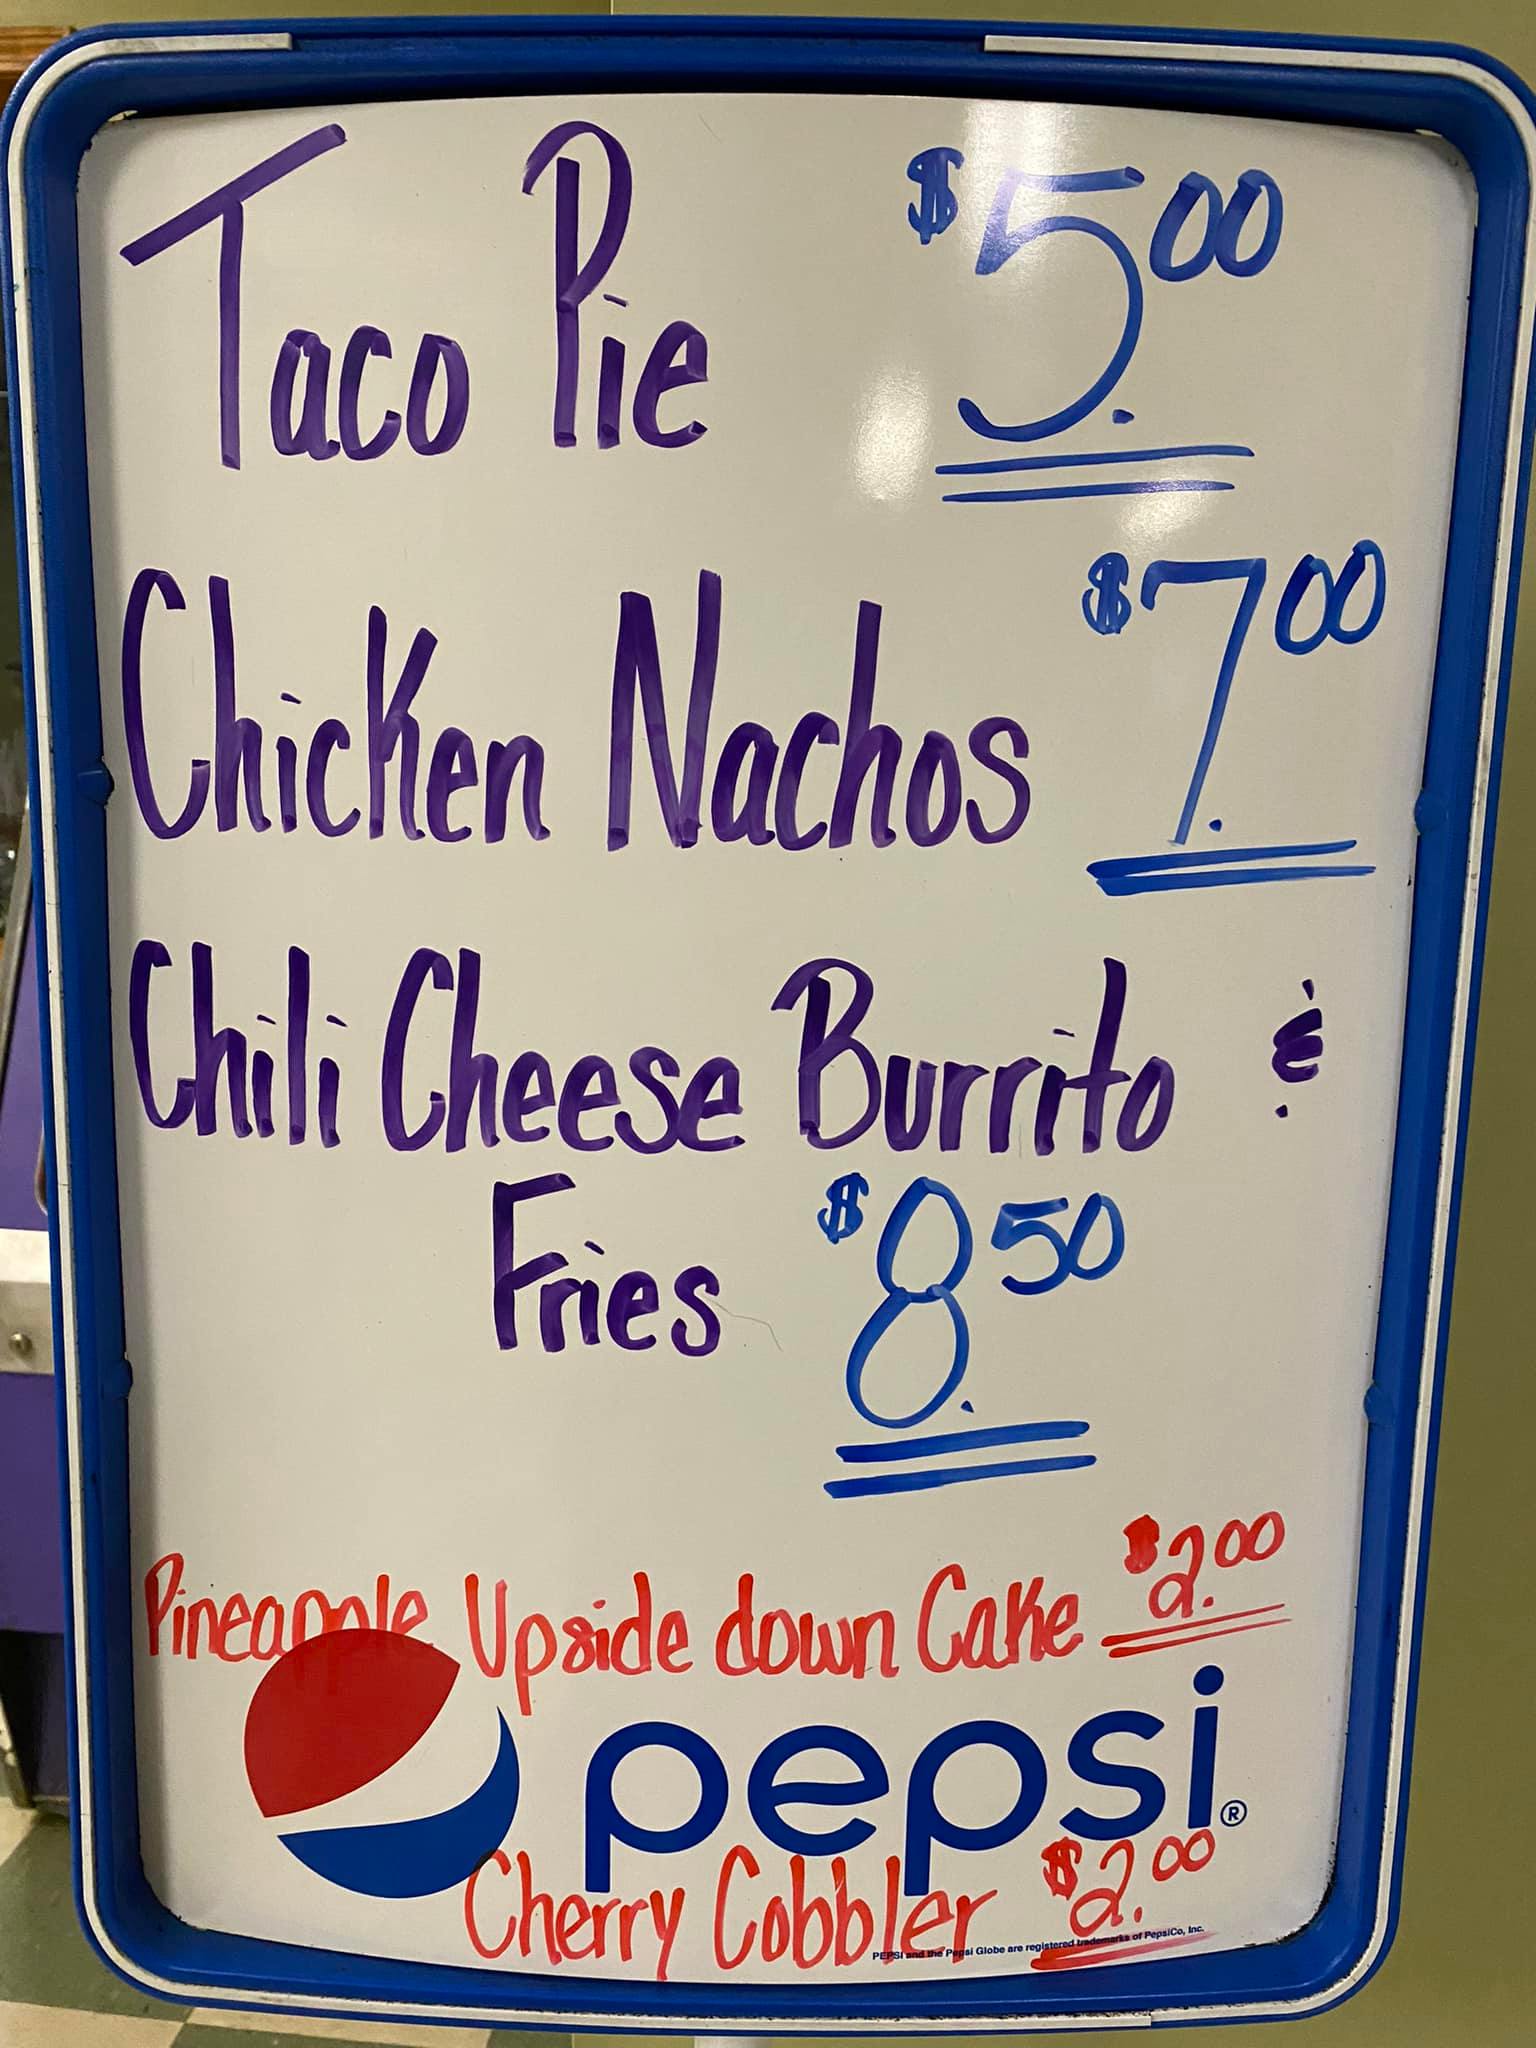 Taco Pie $5.00
Chicken Nachos $7.00
Chili Cheese Burrito &
Fries $8.50
Pineapple Upside down Cake $2.00
pepsi®
Cherry Cobbler $2.00
PEPSI and the Pepsi Globe are registered trademarks of PepsiCo, Inc.